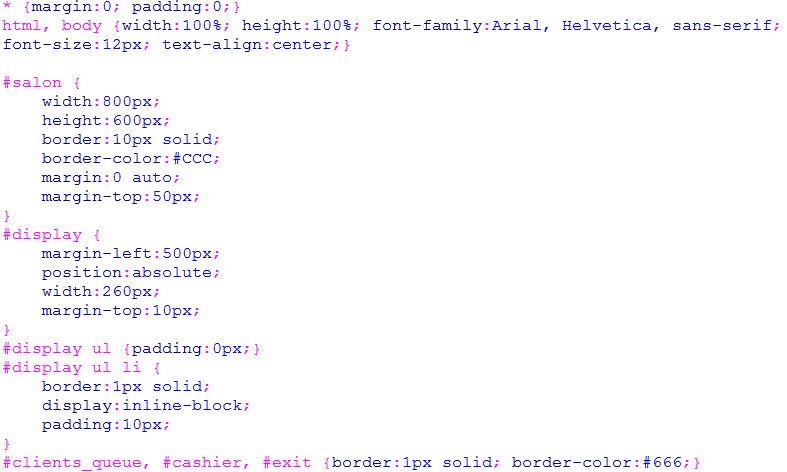 * {margin:0; padding:0;}
html, body {width:100%; height:100%; font-family:Arial, Helvetica, sans-serif;
font-size:12px; text-align:center;}
#salon {
    width:800px;
    height:600px;
    border:10px solid;
    border-color:#CCC;
    margin:0 auto;
    margin-top:50px;
}
#display {
    margin-left:500px;
    position:absolute;
    width:260px;
    margin-top:10px;
}
#display ul {padding:0px;}
#display ul li {
    border:1px solid;
    display:inline-block;
    padding:10px;
}
#clients_queue, #cashier, #exit {border:1px solid; border-color:#666;}